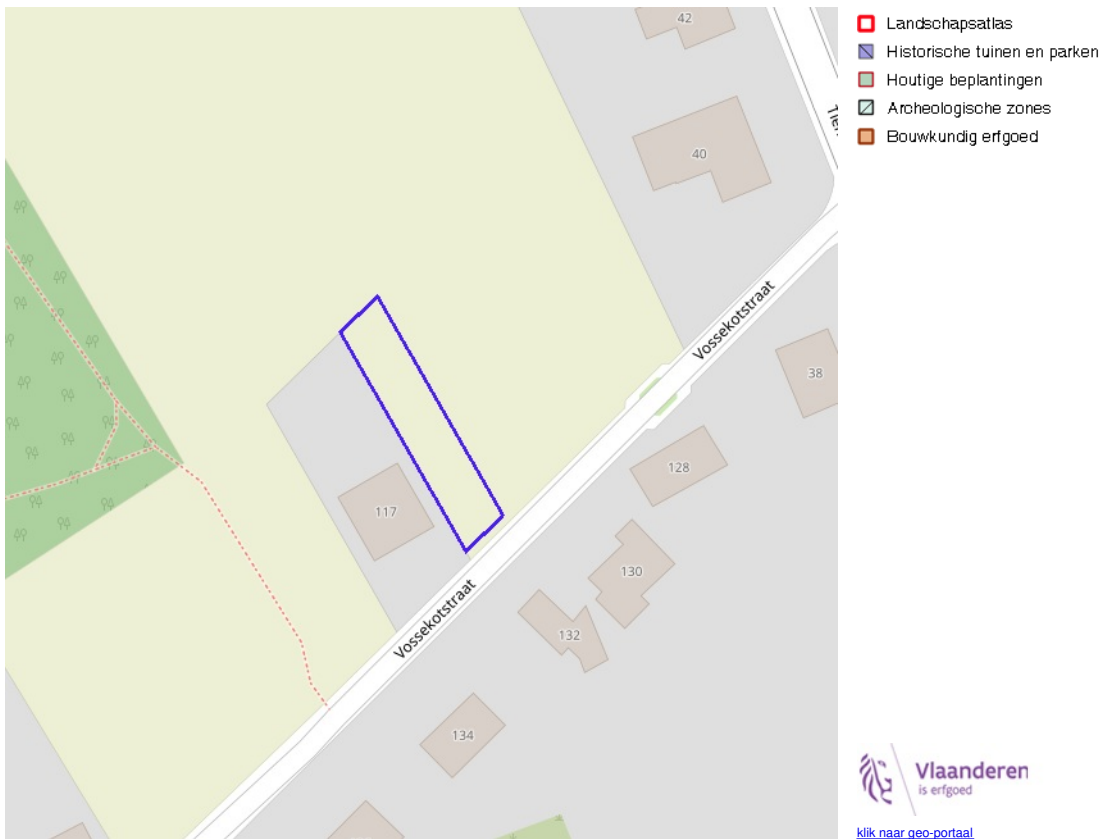 42
40
Tier
Vossekotstraat
38
128
117
130
132
Vossekotstraat
134
Landschapsatlas
Historische tuinen en parken
Houtige beplantingen
Archeologische zones
Bouwkundig erfgoed
Vlaanderen
is erfgoed
klik naar geo-portaal